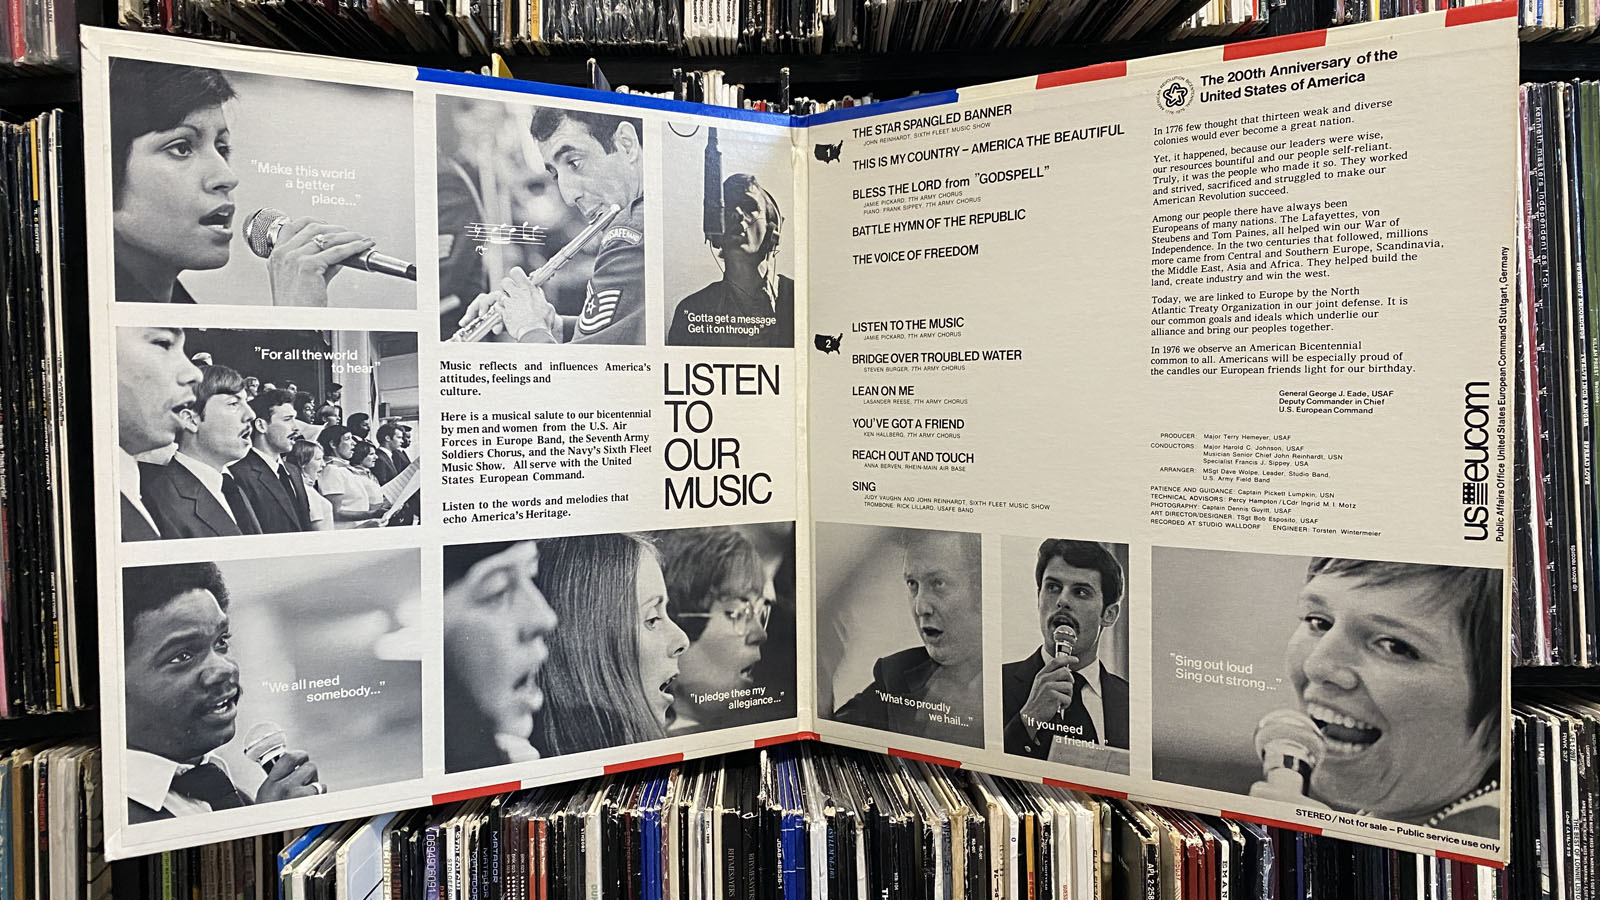 "Make this world
a better
place..."
"For all the world
to hear"
"We all need
somebody..."
USAFE BAND
"Gotta get a message
Get it on through"
Music reflects and influences America's
attitudes, feelings and
culture.
Here is a musical salute to our bicentennial
by men and women from the U.S. Air
Forces in Europe Band, the Seventh Army
Soldiers Chorus, and the Navy's Sixth Fleet
Music Show. All serve with the United
States European Command.
Listen to the words and melodies that
echo America's Heritage.
LISTEN
TO
OUR
MUSIC
"I pledge thee my
allegiance..."
THE STAR SPANGLED BANNER
JOHN REINHARDT, SIXTH FLEET MUSIC SHOW
THIS IS MY COUNTRY – AMERICA THE BEAUTIFUL
BLESS THE LORD from "GODSPELL"
JAMIE PICKARD, 7TH ARMY CHORUS
PIANO: FRANK SIPPEY, 7TH ARMY CHORUS
BATTLE HYMN OF THE REPUBLIC
THE VOICE OF FREEDOM
2
LISTEN TO THE MUSIC
JAMIE PICKARD, 7TH ARMY CHORUS
BRIDGE OVER TROUBLED WATER
STEVEN BURGER, 7TH ARMY CHORUS
LEAN ON ME
LASANDER REESE, 7TH ARMY CHORUS
YOU'VE GOT A FRIEND
KEN HALLBERG, 7TH ARMY CHORUS
REACH OUT AND TOUCH
ANNA BERVEN, RHEIN-MAIN AIR BASE
SING
JUDY VAUGHN AND JOHN REINHARDT, SIXTH FLEET MUSIC SHOW
TROMBONE: RICK LILLARD, USAFE BAND
"What so proudly
we hail..."
"If you need
a friend..."
The 200th Anniversary of the
United States of America
In 1776 few thought that thirteen weak and diverse
colonies would ever become a great nation.
Yet, it happened, because our leaders were wise,
our resources bountiful and our people self-reliant.
Truly, it was the people who made it so. They worked
and strived, sacrificed and struggled to make our
American Revolution succeed.
Among our people there have always been
Europeans of many nations. The Lafayettes, von
Steubens and Tom Paines, all helped win our War of
Independence. In the two centuries that followed, millions
more came from Central and Southern Europe, Scandinavia,
the Middle East, Asia and Africa. They helped build the
land, create industry and win the west.
Today, we are linked to Europe by the North
Atlantic Treaty Organization in our joint defense. It is
our common goals and ideals which underlie our
alliance and bring our peoples together.
In 1976 we observe an American Bicentennial
common to all. Americans will be especially proud of
the candles our European friends light for our birthday.
General George J. Eade, USAF
Deputy Commander in Chief
U.S. European Command
PRODUCER: Major Terry Hemeyer, USAF
CONDUCTORS: Major Harold C. Johnson, USAF
Musician Senior Chief John Reinhardt, USN
Specialist Francis J. Sippey, USA
ARRANGER: MSgt Dave Wolpe, Leader, Studio Band,
U.S. Army Field Band
PATIENCE AND GUIDANCE: Captain Pickett Lumpkin, USN
TECHNICAL ADVISORS: Percy Hampton / LCdr Ingrid M. I. Motz
PHOTOGRAPHY: Captain Dennis Guyitt, USAF
ART DIRECTOR/DESIGNER: TSgt Bob Esposito, USAF
RECORDED AT STUDIO WALLDORF ENGINEER: Torsten Wintermeier
us eucom
Public Affairs Office United States European Command Stuttgart, Germany
"Sing out loud
Sing out strong..."
STEREO/Not for sale – Public service use only
kenneth masters independent as f*ck
MATADOR
MATADOR
RHYMESAYERS